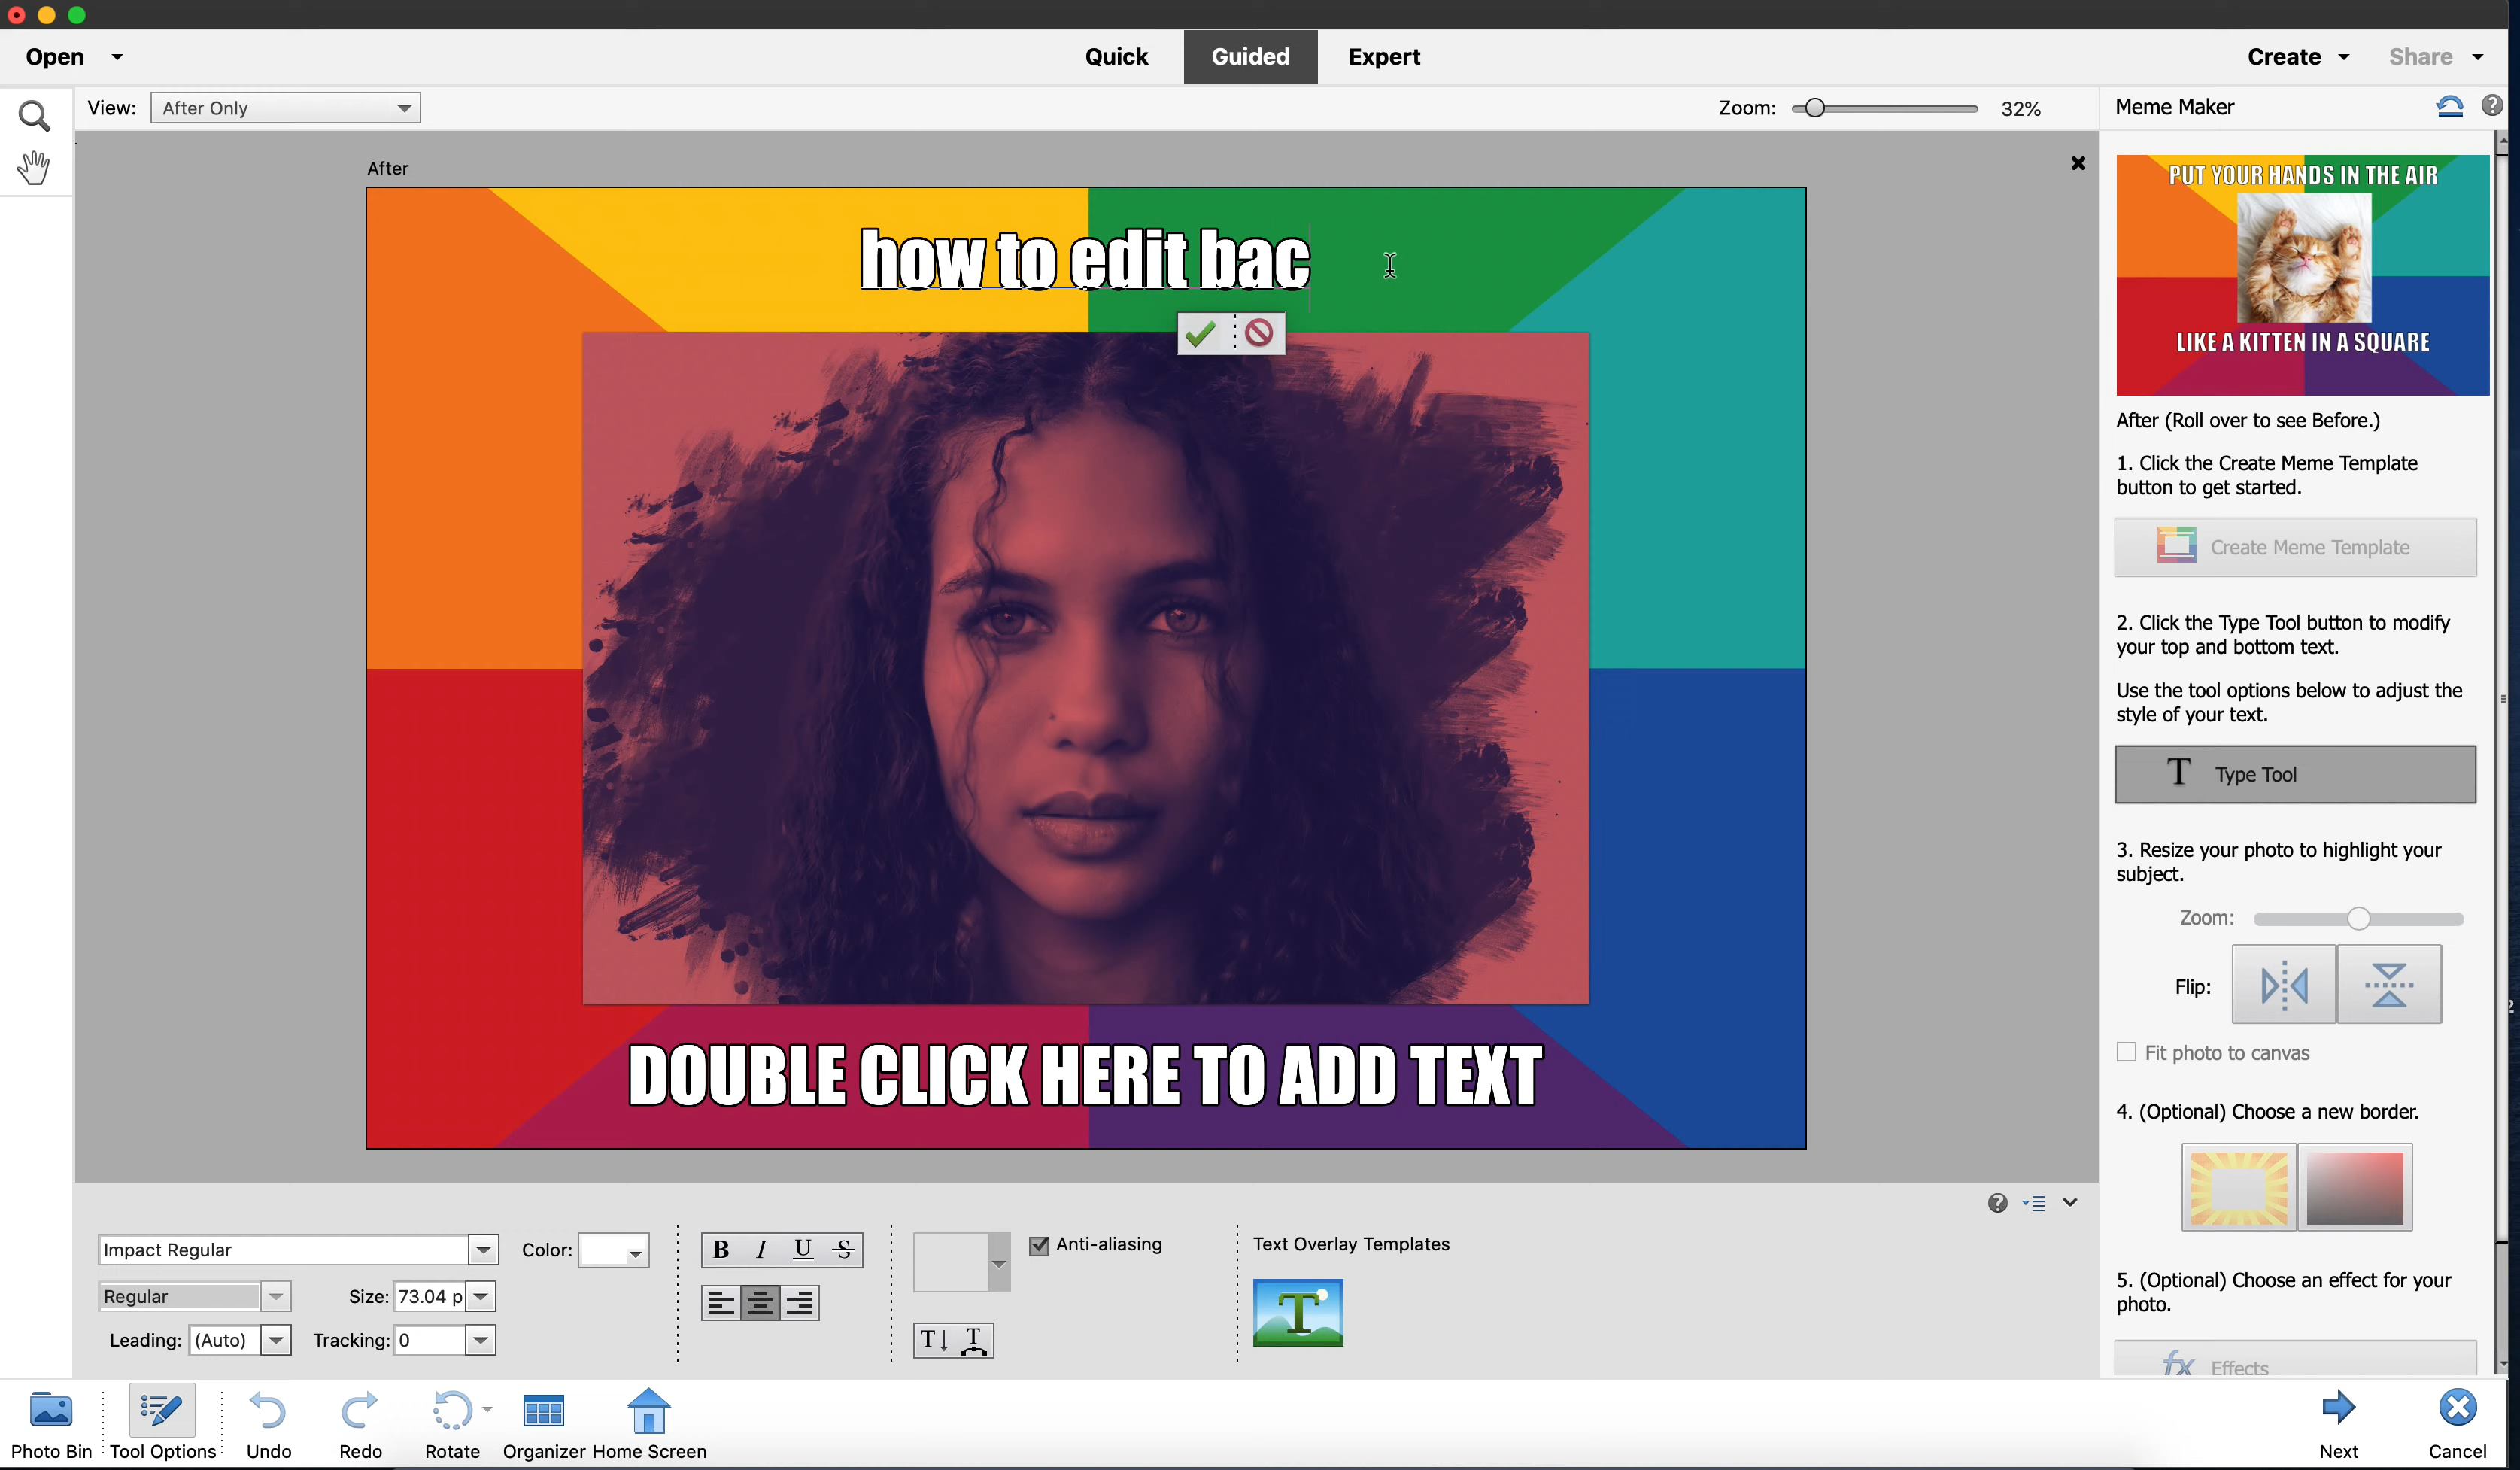 Open
Quick
Guided
Expert
Create
Share
View:
After Only
Zoom:
32%
Meme Maker
After
how to edit bac
DOUBLE CLICK HERE TO ADD TEXT
PUT YOUR HANDS IN THE AIR
LIKE A KITTEN IN A SQUARE
After (Roll over to see Before.)
1. Click the Create Meme Template
button to get started.
Create Meme Template
2. Click the Type Tool button to modify
your top and bottom text.
Use the tool options below to adjust the
style of your text.
T Type Tool
3. Resize your photo to highlight your
subject.
Zoom:
Flip:
Fit photo to canvas
4. (Optional) Choose a new border.
5. (Optional) Choose an effect for your
photo.
fx Effects
Impact Regular
Color:
Regular
Size: 73.04 p
Leading: (Auto)
Tracking: 0
B I U S
Anti-aliasing
T T
Text Overlay Templates
T
Photo Bin
Tool Options
Undo
Redo
Rotate
Organizer
Home Screen
Next
Cancel